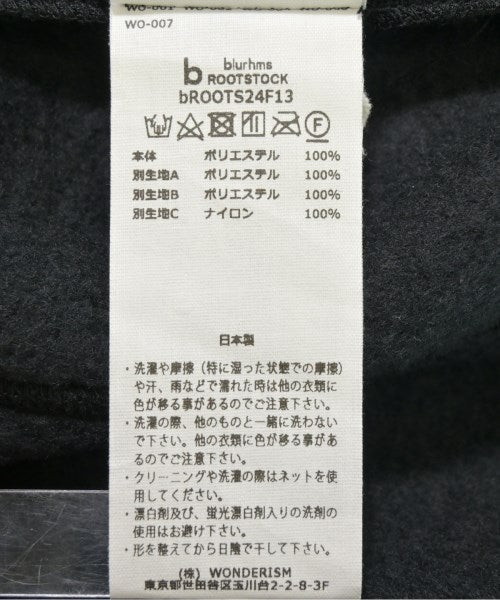 WO-007
b blurhms
ROOTSTOCK
bROOTS24F13
本体 ポリエステル 100%
別生地A ポリエステル 100%
別生地B ポリエステル 100%
別生地C ナイロン 100%
日本製
・洗濯や摩擦(特に湿った状態での摩擦)
や汗、雨などで濡れた時は他の衣類に
色が移る事があるのでご注意下さい。
・洗濯の際、他のものと一緒に洗わない
で下さい。他の衣類に色が移る事がある
のでご注意下さい。
・クリーニングや洗濯の際はネットを使
用してください。
・漂白剤及び、蛍光漂白剤入りの洗剤の
使用はお避け下さい。
・形を整えてから日陰で干して下さい。
(株) WONDERISM
東京都世田谷区玉川台2-2-8-3F